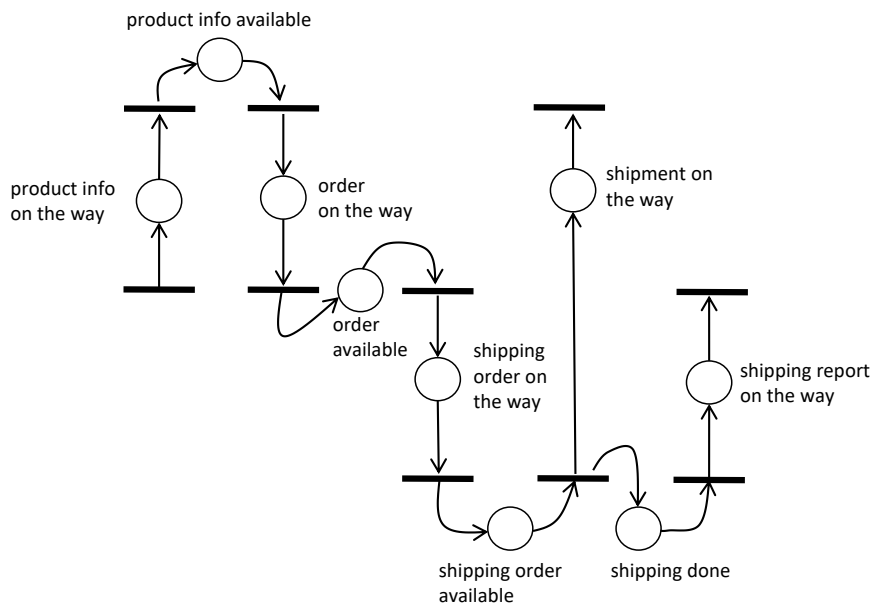 product info available
product info
on the way
order
on the way
shipment on
the way
order
available
shipping
order on
the way
shipping report
on the way
shipping order
available
shipping done